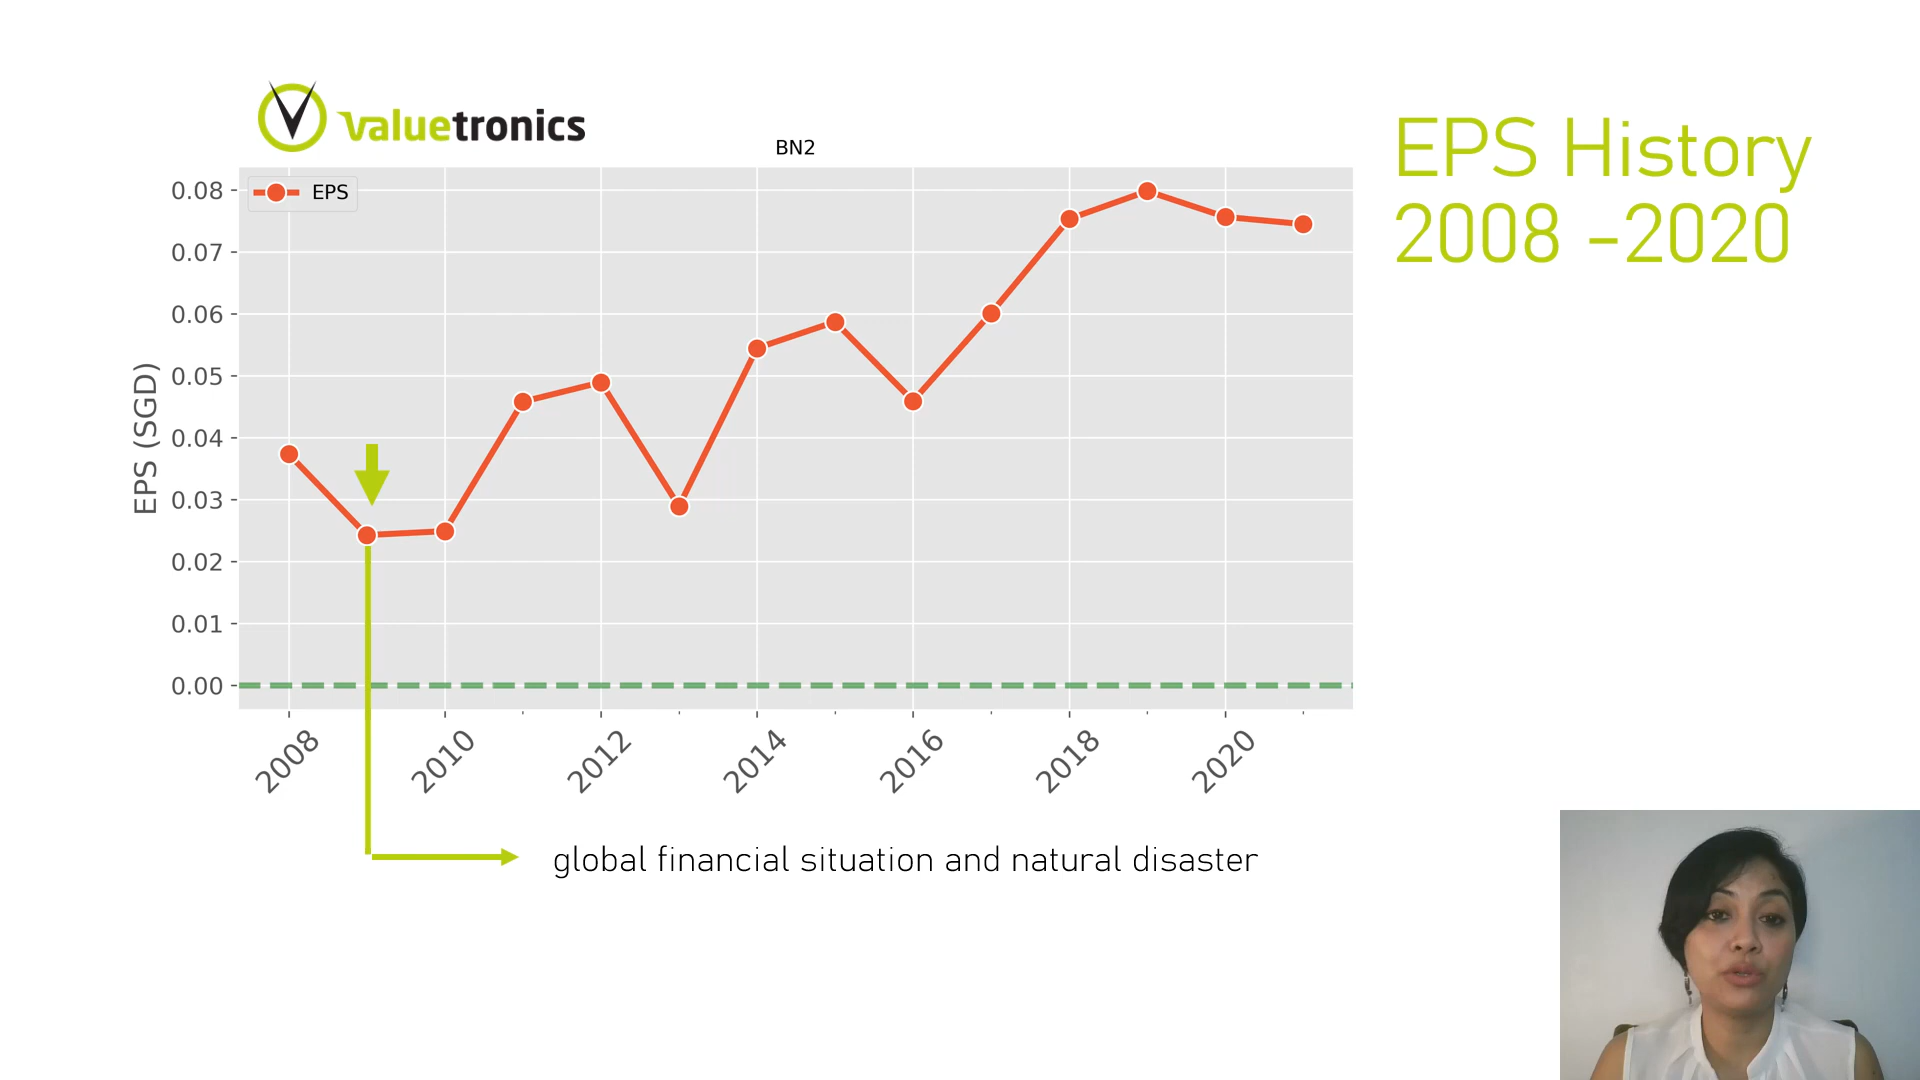 valuetronics
BN2
EPS History
2008 -2020
EPS
EPS (SGD)
0.08
0.07
0.06
0.05
0.04
0.03
0.02
0.01
0.00
2008
2010
2012
2014
2016
2018
2020
global financial situation and natural disaster